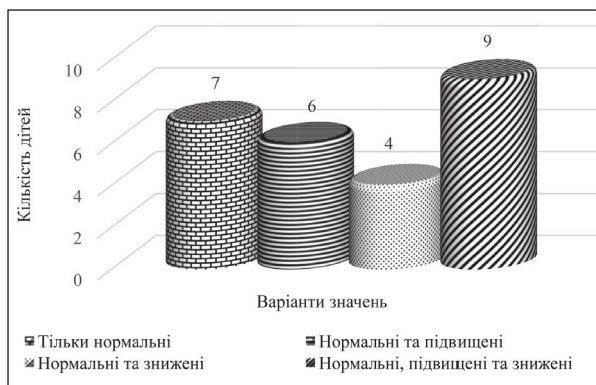 Кількість дітей
10
8
6
4
2
0
7
6
4
9
Варіанти значень
Тільки нормальні
Нормальні та підвищені
Нормальні та знижені
Нормальні, підвищені та знижені